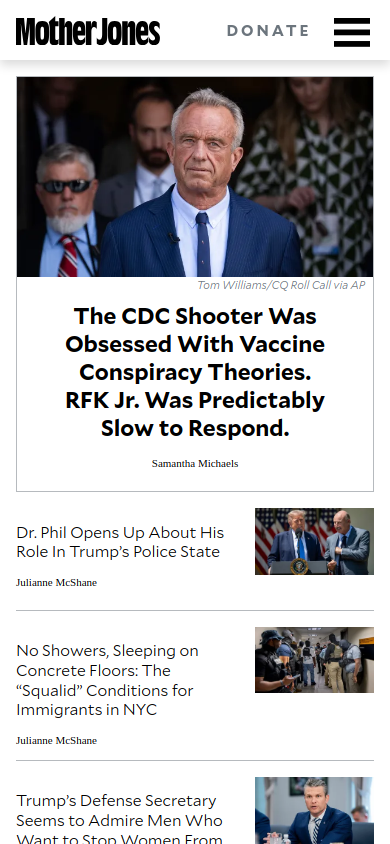 Mother Jones
DONATE
Tom Williams/CQ Roll Call via AP
The CDC Shooter Was
Obsessed With Vaccine
Conspiracy Theories.
RFK Jr. Was Predictably
Slow to Respond.
Samantha Michaels
Dr. Phil Opens Up About His
Role In Trump’s Police State
Julianne McShane
No Showers, Sleeping on
Concrete Floors: The
“Squalid” Conditions for
Immigrants in NYC
Julianne McShane
Trump’s Defense Secretary
Seems to Admire Men Who
Want to Stop Women From